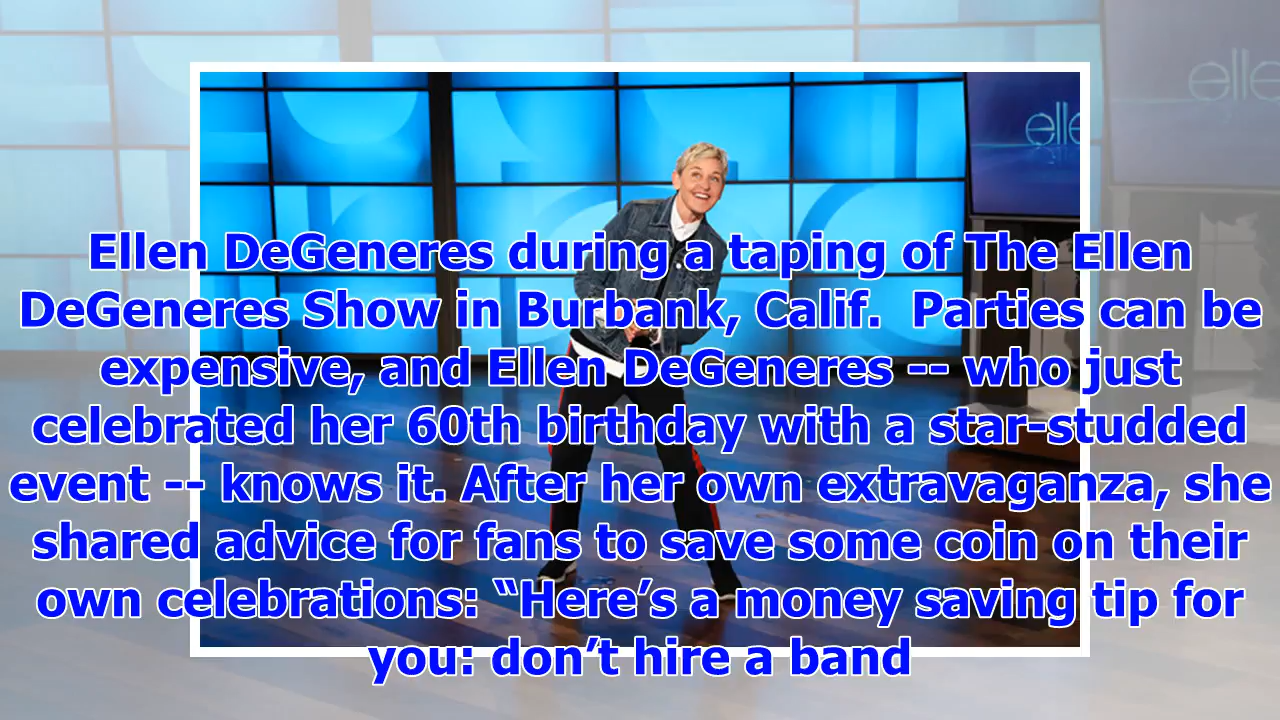 elle
elle
Ellen DeGeneres during a taping of The Ellen
DeGeneres Show in Burbank, Calif.  Parties can be
expensive, and Ellen DeGeneres -- who just
celebrated her 60th birthday with a star-studded
event -- knows it. After her own extravaganza, she
shared advice for fans to save some coin on their
own celebrations: “Here’s a money saving tip for
you: don’t hire a band